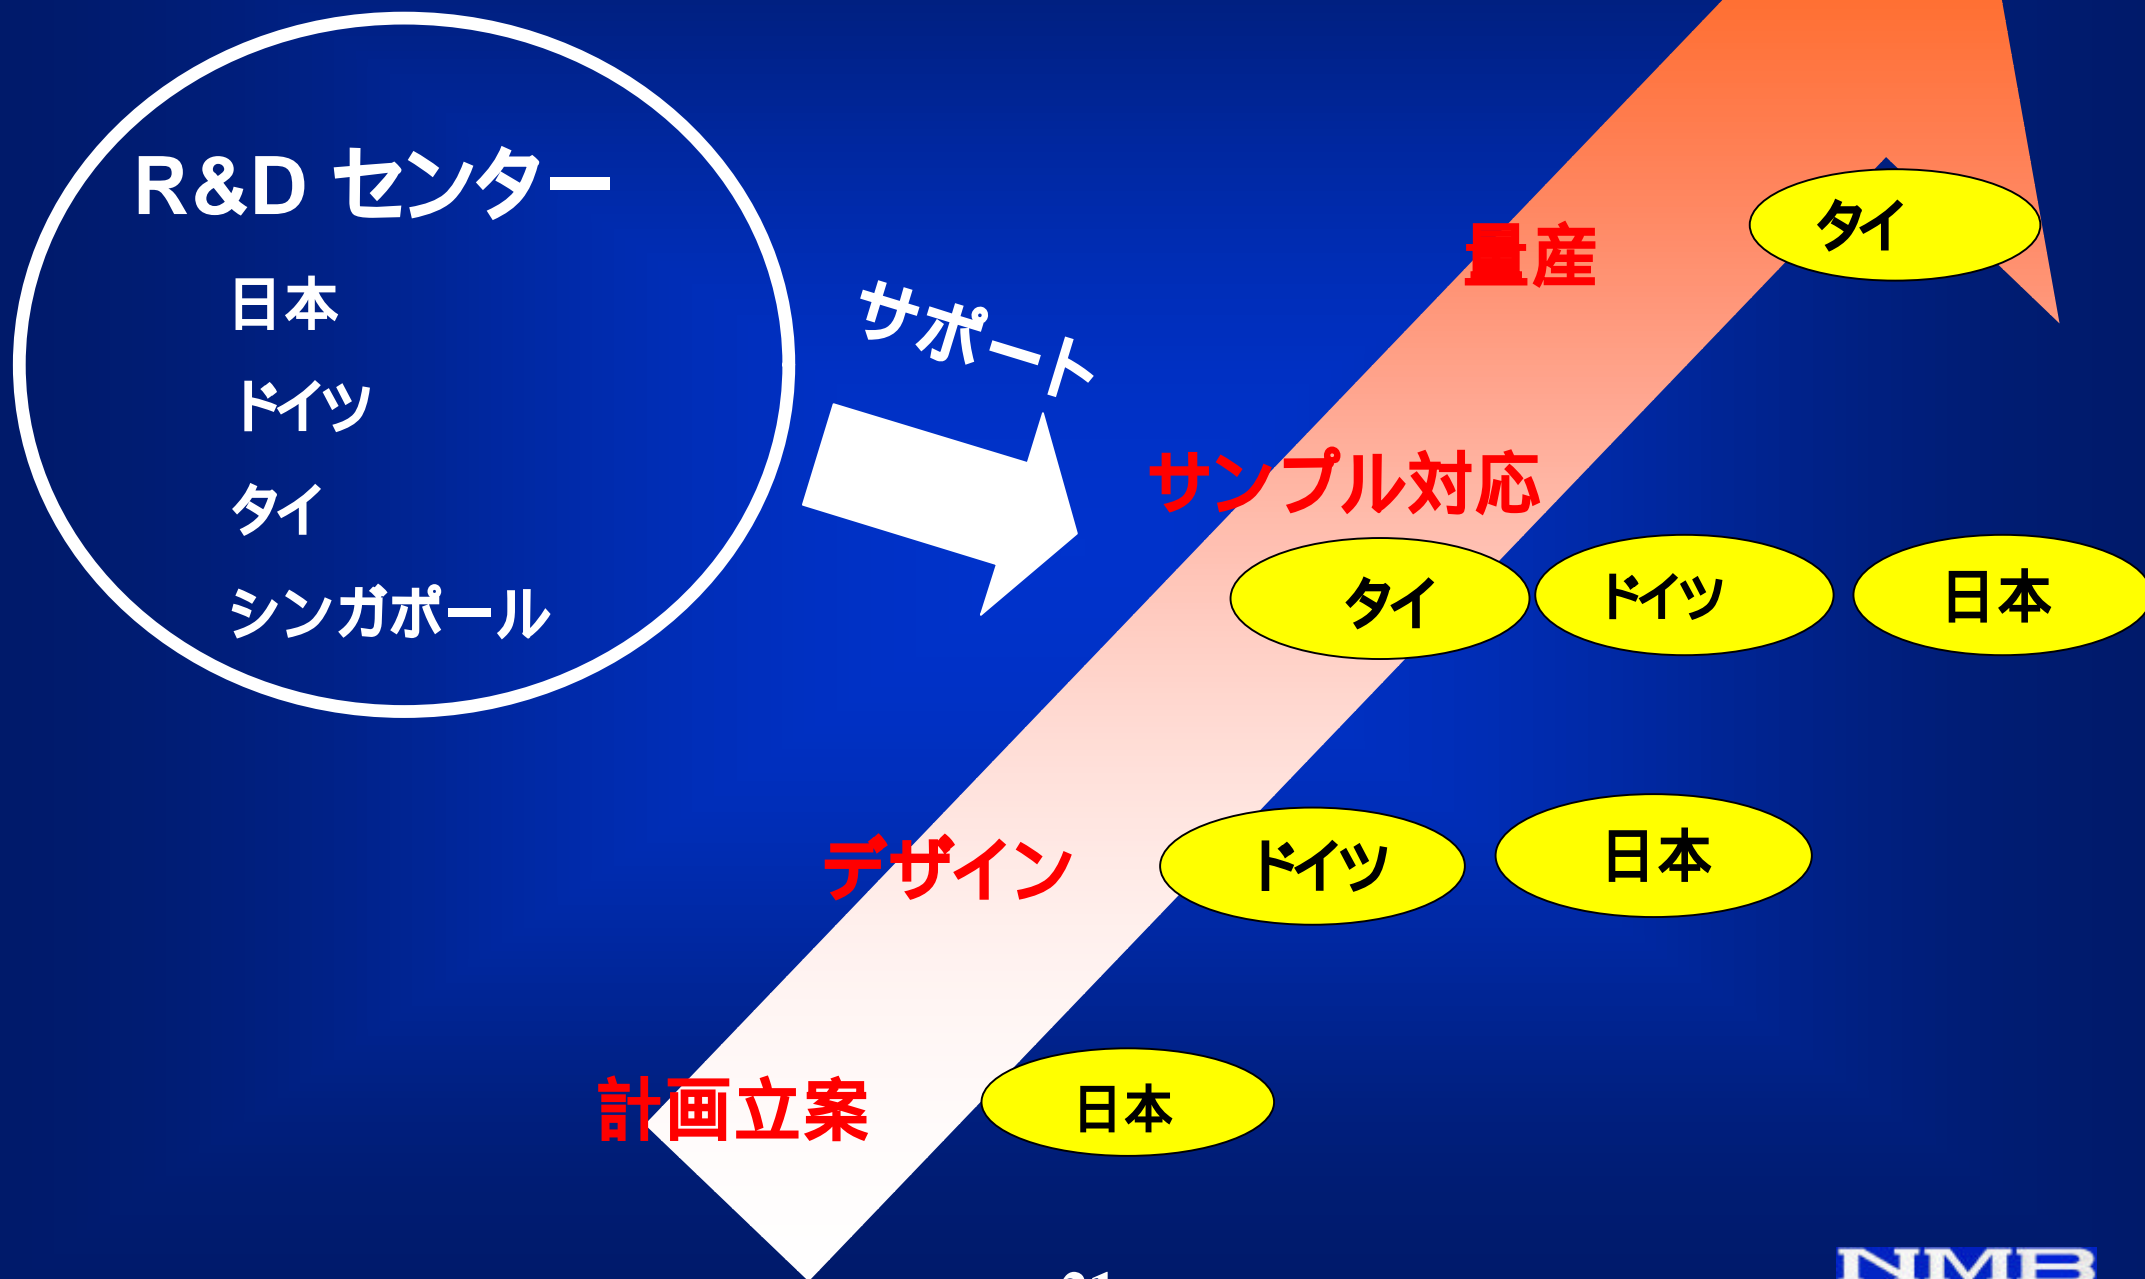 R&D センター
日本
ドイツ
タイ
シンガポール
サポート
量産
タイ
サンプル対応
タイ
ドイツ
日本
デザイン
ドイツ
日本
計画立案
日本
NMB